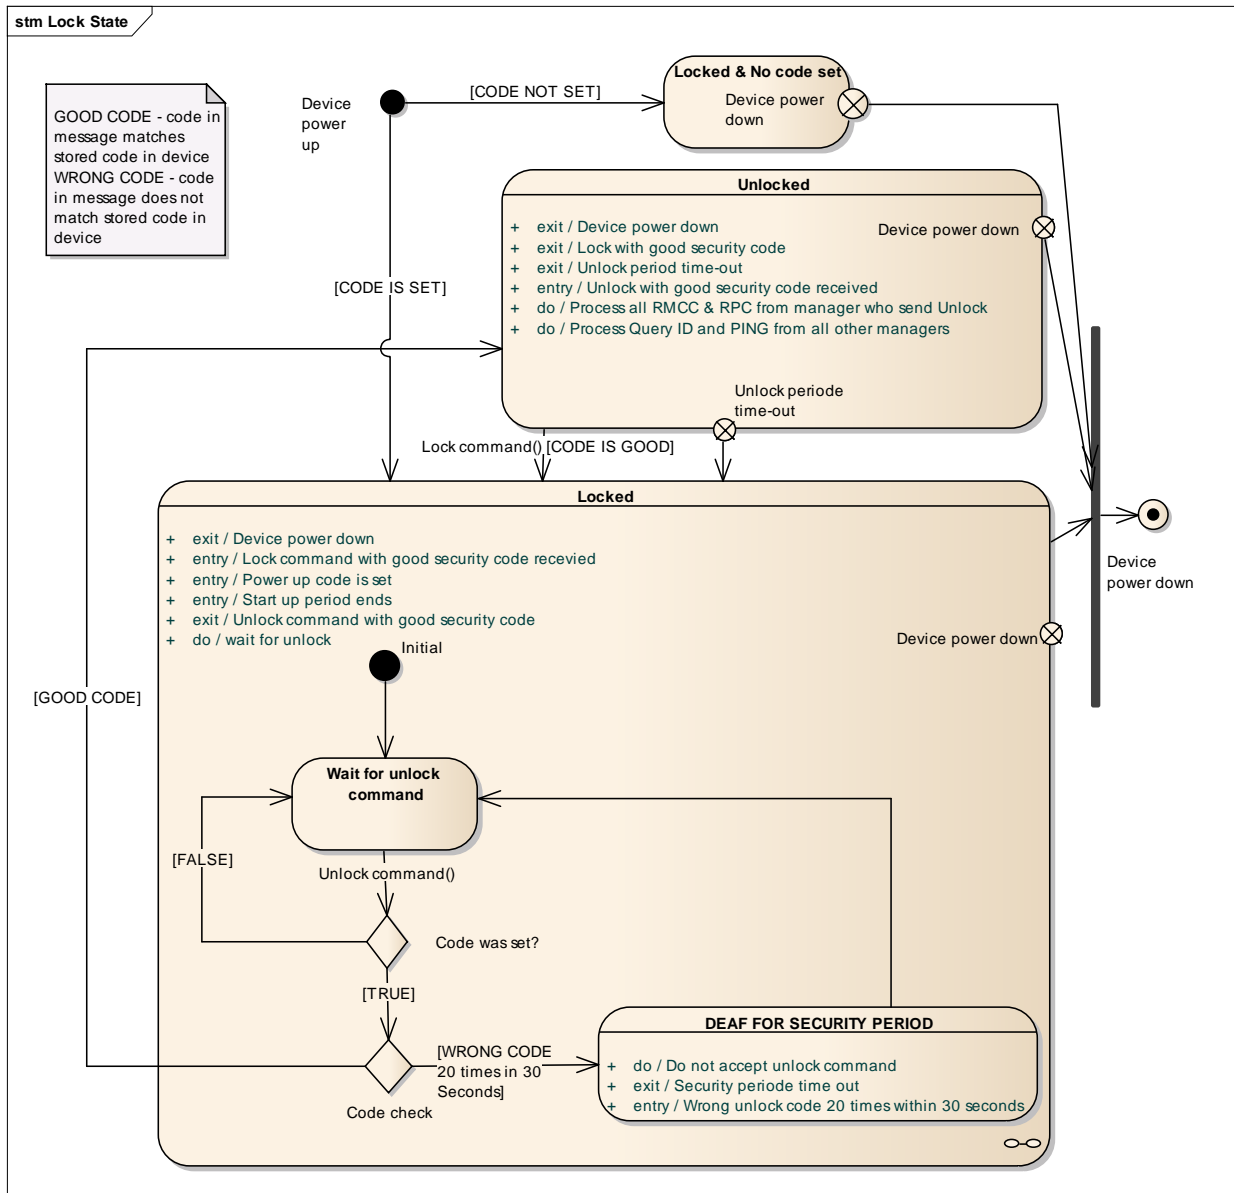 stm Lock State
GOOD CODE - code in
message matches
stored code in device
WRONG CODE - code
in message does not
match stored code in
device
Device
power
up
[CODE NOT SET]
Locked & No code set
Device power
down
[CODE IS SET]
Unlocked
+ exit / Device power down
+ exit / Lock with good security code
+ exit / Unlock period time-out
+ entry / Unlock with good security code received
+ do / Process all RMCC & RPC from manager who send Unlock
+ do / Process Query ID and PING from all other managers
Device power down
Unlock periode
time-out
Lock command() [CODE IS GOOD]
Locked
+ exit / Device power down
+ entry / Lock command with good security code recevied
+ entry / Power up code is set
+ entry / Start up period ends
+ exit / Unlock command with good security code
+ do / wait for unlock
Device power down
Device
power down
Initial
[GOOD CODE]
Wait for unlock
command
[FALSE]
Unlock command()
Code was set?
[TRUE]
[WRONG CODE
20 times in 30
Seconds]
Code check
DEAF FOR SECURITY PERIOD
+ do / Do not accept unlock command
+ exit / Security periode time out
+ entry / Wrong unlock code 20 times within 30 seconds